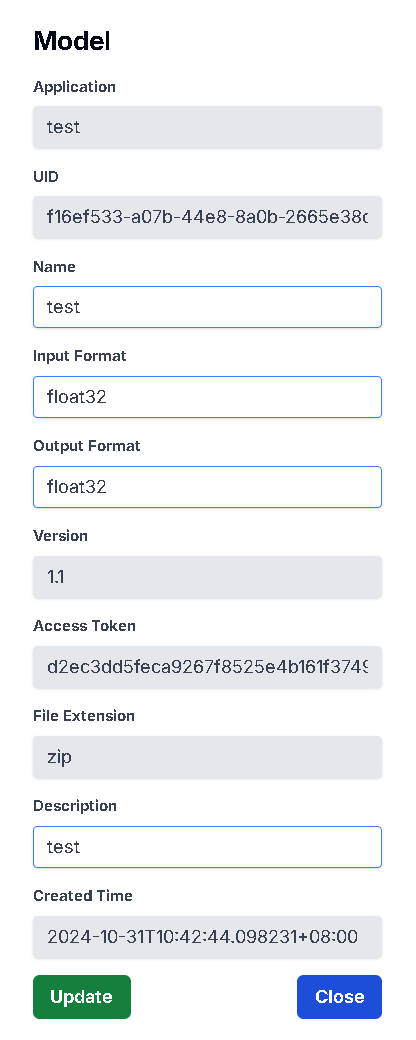 Model
Application
test
UID
f16ef533-a07b-44e8-8a0b-2665e38c
Name
test
Input Format
float32
Output Format
float32
Version
1.1
Access Token
d2ec3dd5feca9267f8525e4b161f3749
File Extension
zip
Description
test
Created Time
2024-10-31T10:42:44.098231+08:00
Update
Close